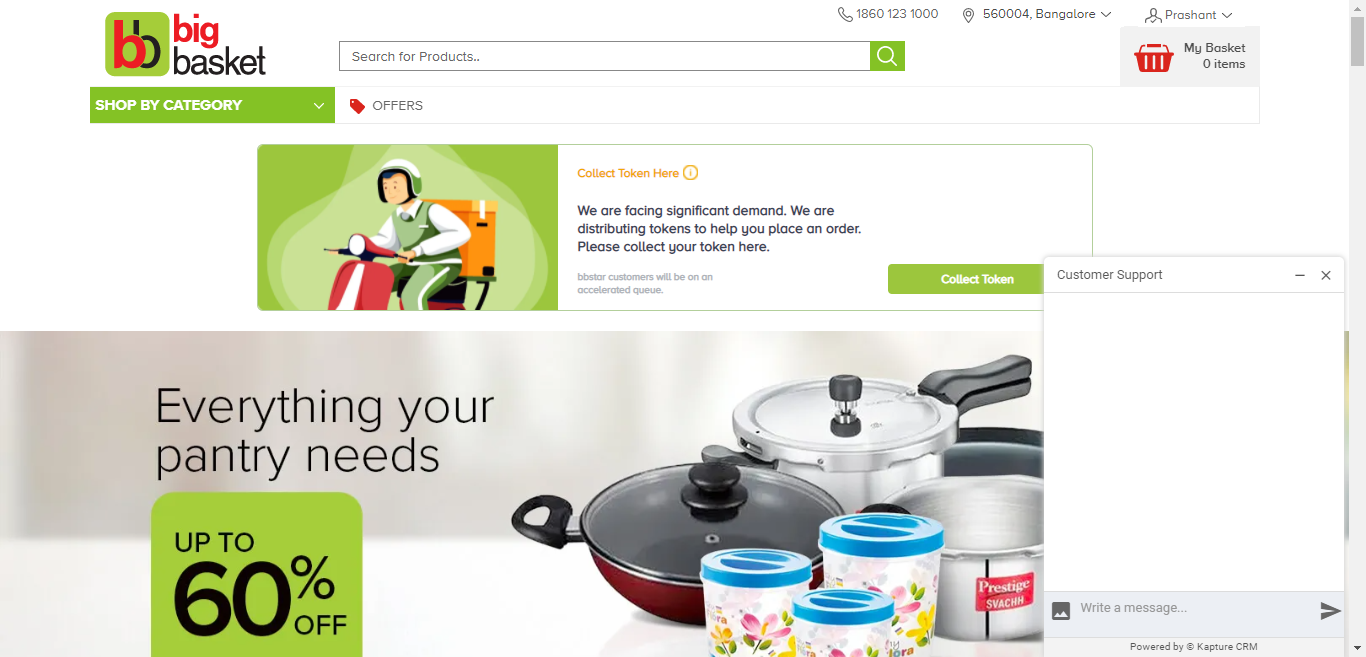 1860 123 1000
560004, Bangalore
Prashant
bb big
basket
Search for Products..
My Basket
0 items
SHOP BY CATEGORY
OFFERS
Collect Token Here
We are facing significant demand. We are
distributing tokens to help you place an order.
Please collect your token here.
bbstar customers will be on an
accelerated queue.
Collect Token
Customer Support
Everything your
pantry needs
UP TO
60%
OFF
Prestige
SVACHH
Write a message...
Powered by © Kapture CRM